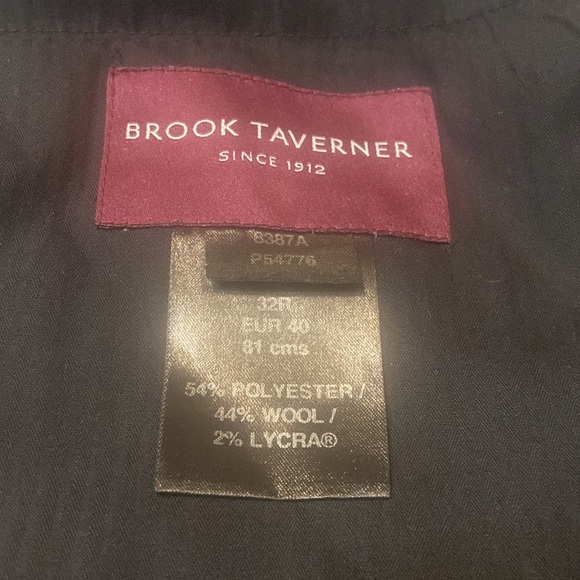 BROOK TAVERNER
SINCE 1912
8387A
P54776
32R
EUR 40
81 cms
54% POLYESTER /
44% WOOL /
2% LYCRA®